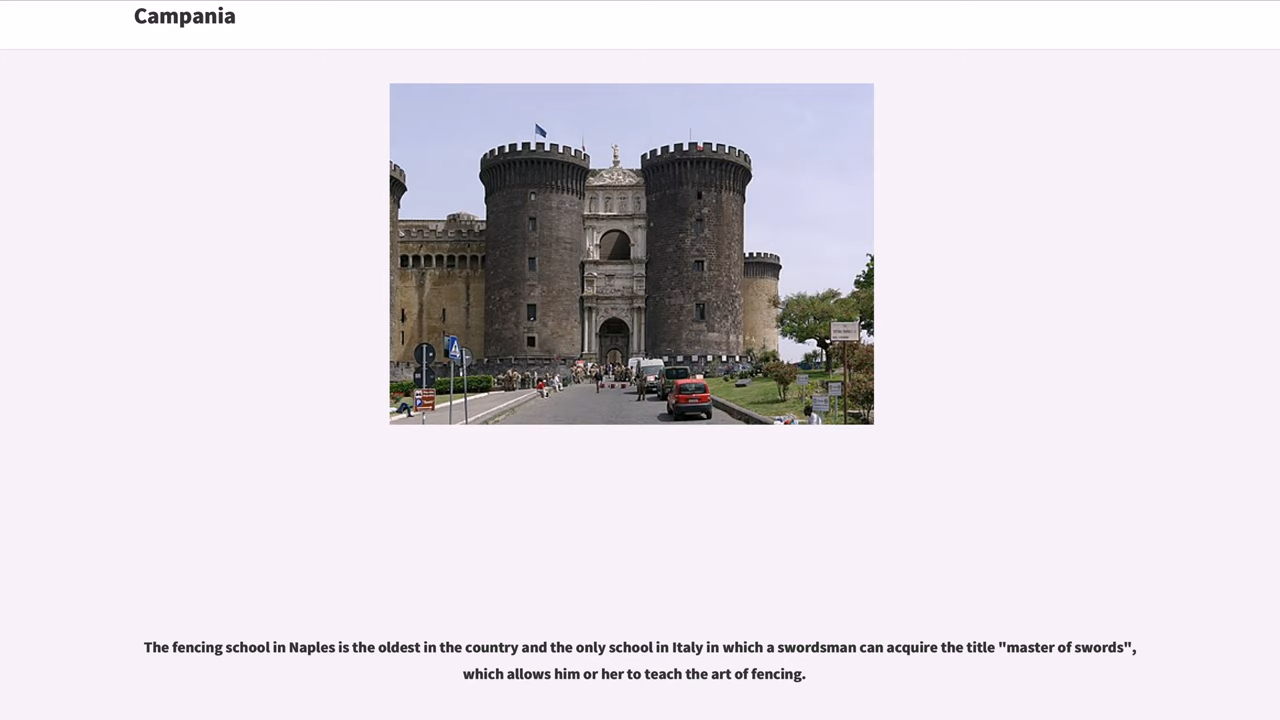 Campania
The fencing school in Naples is the oldest in the country and the only school in Italy in which a swordsman can acquire the title "master of swords",
which allows him or her to teach the art of fencing.